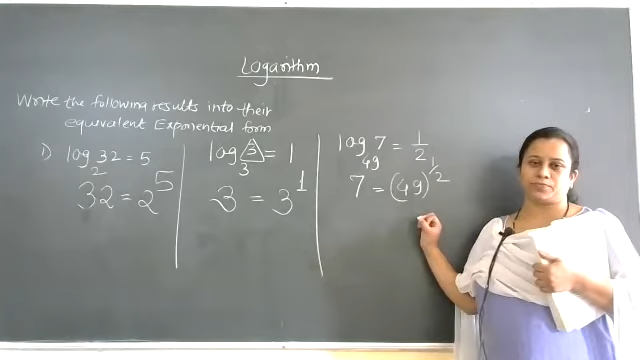 Logarithm
Write the following results into their
equivalent Exponential form
1) log₂ 32 = 5
32 = 2⁵
log₃ 3 = 1
3 = 3¹
log₄₉ 7 = 1/2
7 = (49)^1/2